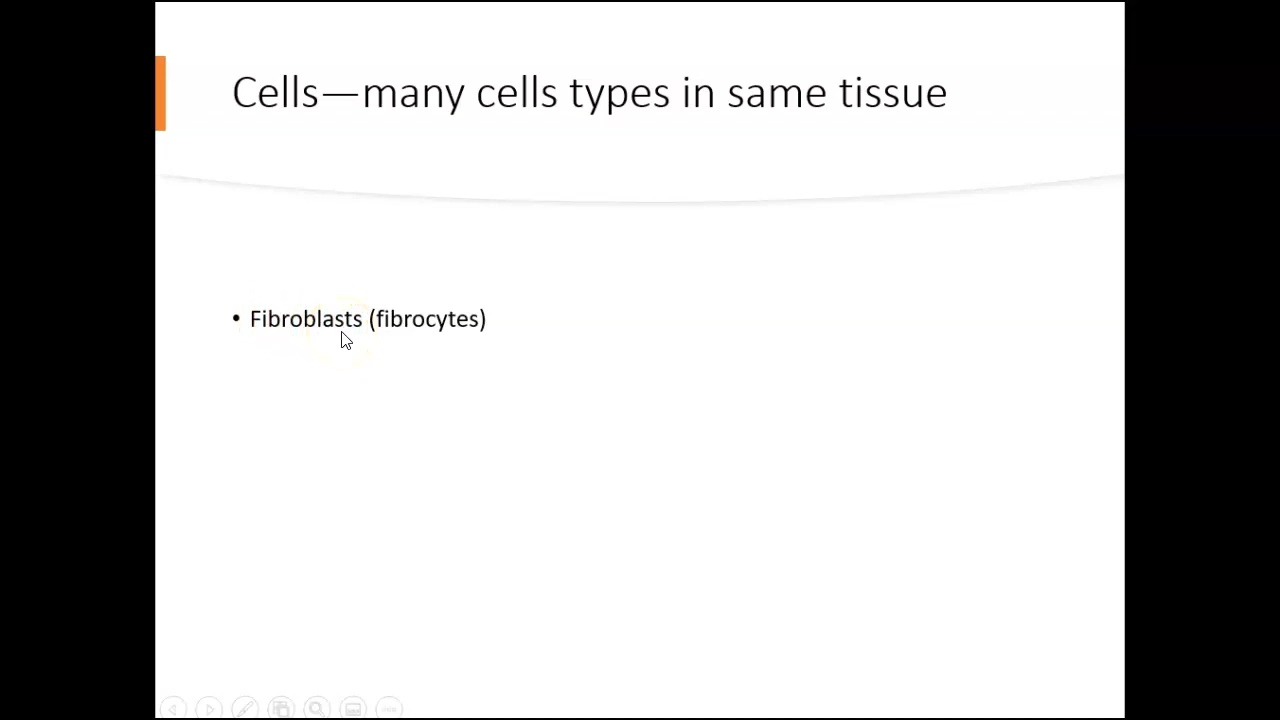 Cells—many cells types in same tissue
• Fibroblasts (fibrocytes)